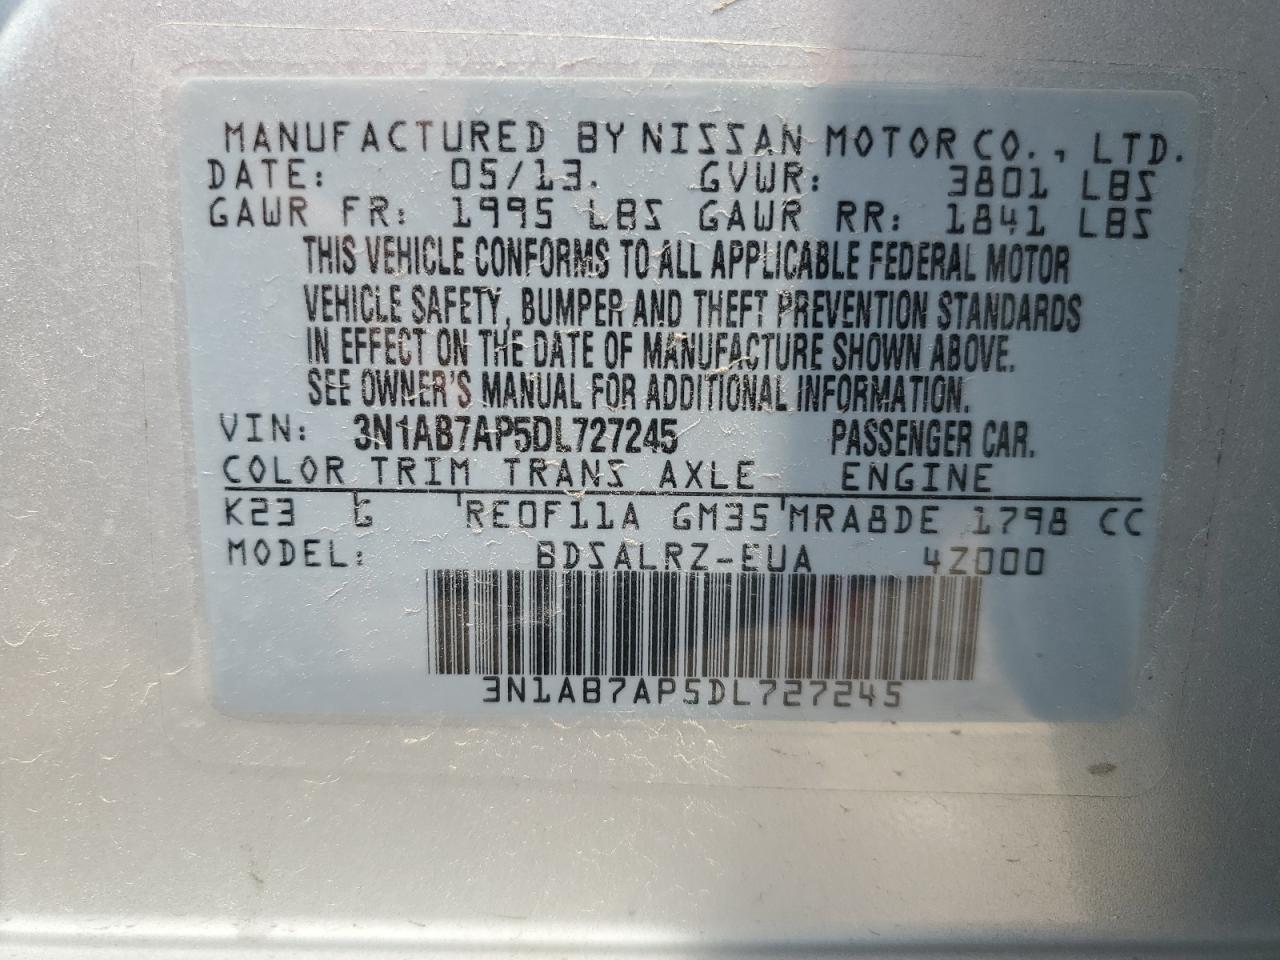 MANUFACTURED BY NISSAN MOTOR CO., LTD.
DATE: 05/13. GVWR: 3801 LBS
GAWR FR: 1995 LBS GAWR RR: 1841 LBS
THIS VEHICLE CONFORMS TO ALL APPLICABLE FEDERAL MOTOR
VEHICLE SAFETY, BUMPER AND THEFT PREVENTION STANDARDS
IN EFFECT ON THE DATE OF MANUFACTURE SHOWN ABOVE.
SEE OWNER'S MANUAL FOR ADDITIONAL INFORMATION.
VIN: 3N1AB7AP5DL727245 PASSENGER CAR.
COLOR TRIM TRANS AXLE ENGINE
K23 G 'RE0F11A GM35'MRA8DE 1798 CC
MODEL: BDSALRZ-EUA 4Z000
3N1AB7AP5DL727245